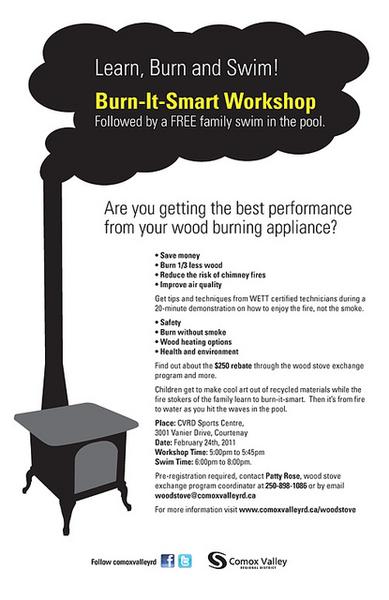 Learn, Burn and Swim!
Burn-It-Smart Workshop
Followed by a FREE family swim in the pool.
Are you getting the best performance
from your wood burning appliance?
• Save money
• Burn 1/3 less wood
• Reduce the risk of chimney fires
• Improve air quality
Get tips and techniques from WETT certified technicians during a
20-minute demonstration on how to enjoy the fire, not the smoke.
• Safety
• Burn without smoke
• Wood heating options
• Health and environment
Find out about the $250 rebate through the wood stove exchange
program and more.
Children get to make cool art out of recycled materials while the
fire stokers of the family learn to burn-it-smart. Then it's from fire
to water as you hit the waves in the pool.
Place: CVRD Sports Centre,
3001 Vanier Drive, Courtenay
Date: February 24th, 2011
Workshop Time: 5:00pm to 5:45pm
Swim Time: 6:00pm to 8:00pm.
Pre-registration required, contact Patty Rose, wood stove
exchange program coordinator at 250-898-1086 or by email
woodstove@comoxvalleyrd.ca
For more information visit www.comoxvalleyrd.ca/woodstove
Follow comoxvalleyrd
Comox Valley
REGIONAL DISTRICT